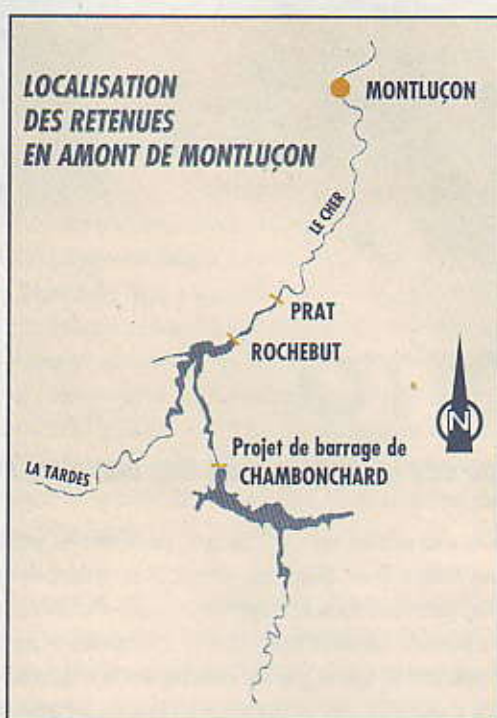 LOCALISATION
DES RETENUES
EN AMONT DE MONTLUÇON
MONTLUÇON
LE CHER
PRAT
ROCHEBUT
N
Projet de barrage de
CHAMBONCHARD
LA TARDES